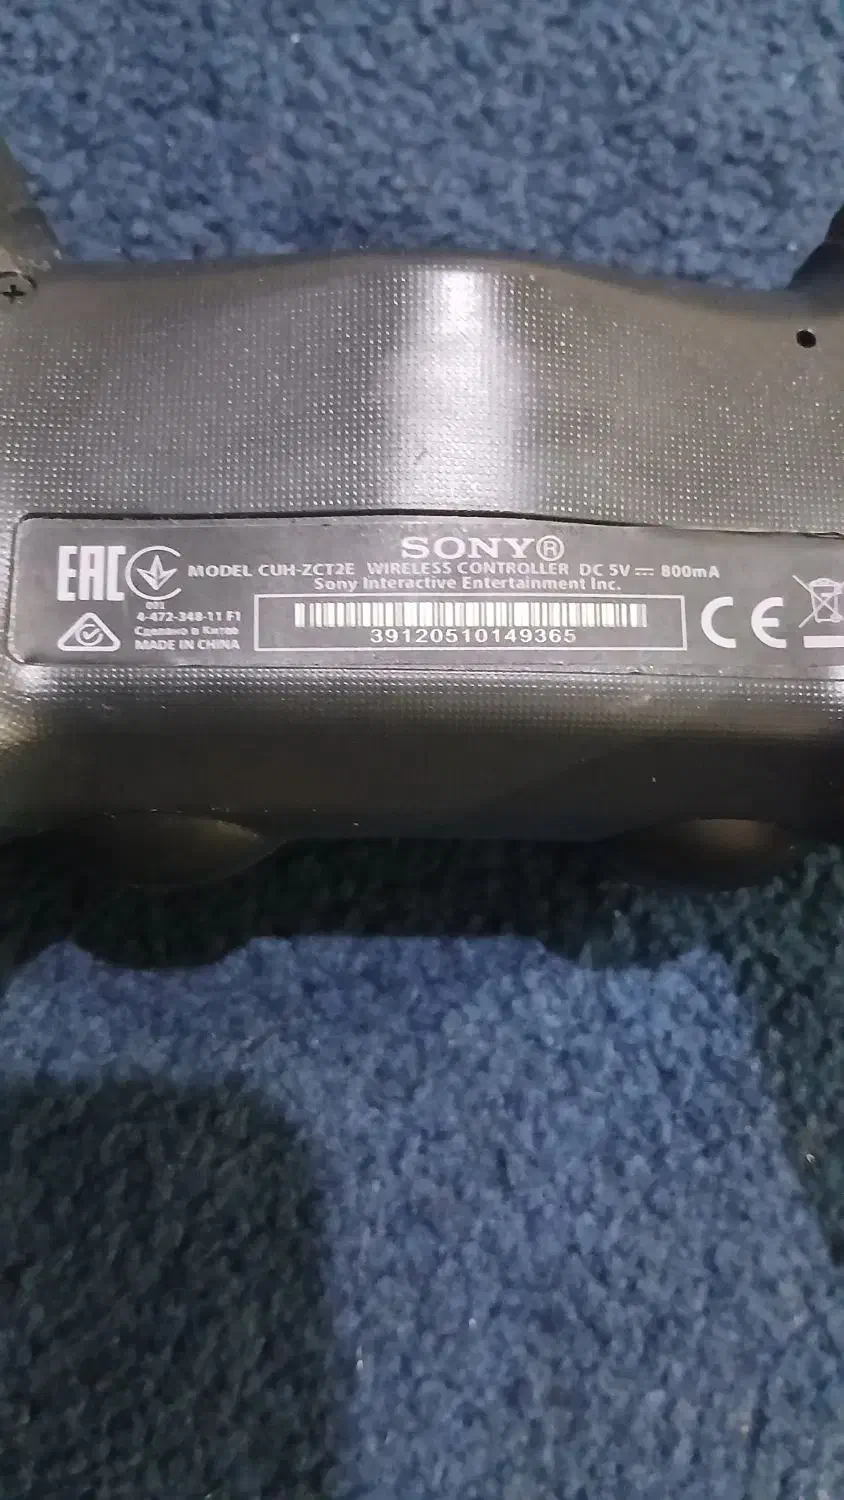 SONY®
EAC MODEL CUH-ZCT2E WIRELESS CONTROLLER DC 5V ⎓ 800mA
Sony Interactive Entertainment Inc.
001
4-472-348-11 F1
Сделано в Китае
MADE IN CHINA
39120510149365
CE